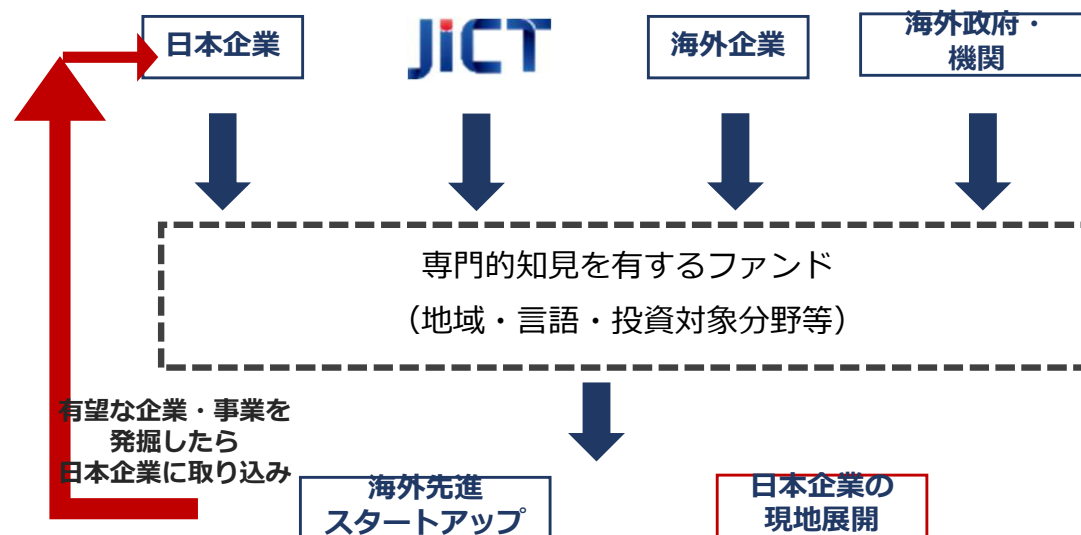 日本企業
JICT
海外企業
海外政府・
機関
専門的知見を有するファンド
（地域・言語・投資対象分野等）
有望な企業・事業を
発掘したら
日本企業に取り込み
海外先進
スタートアップ
日本企業の
現地展開